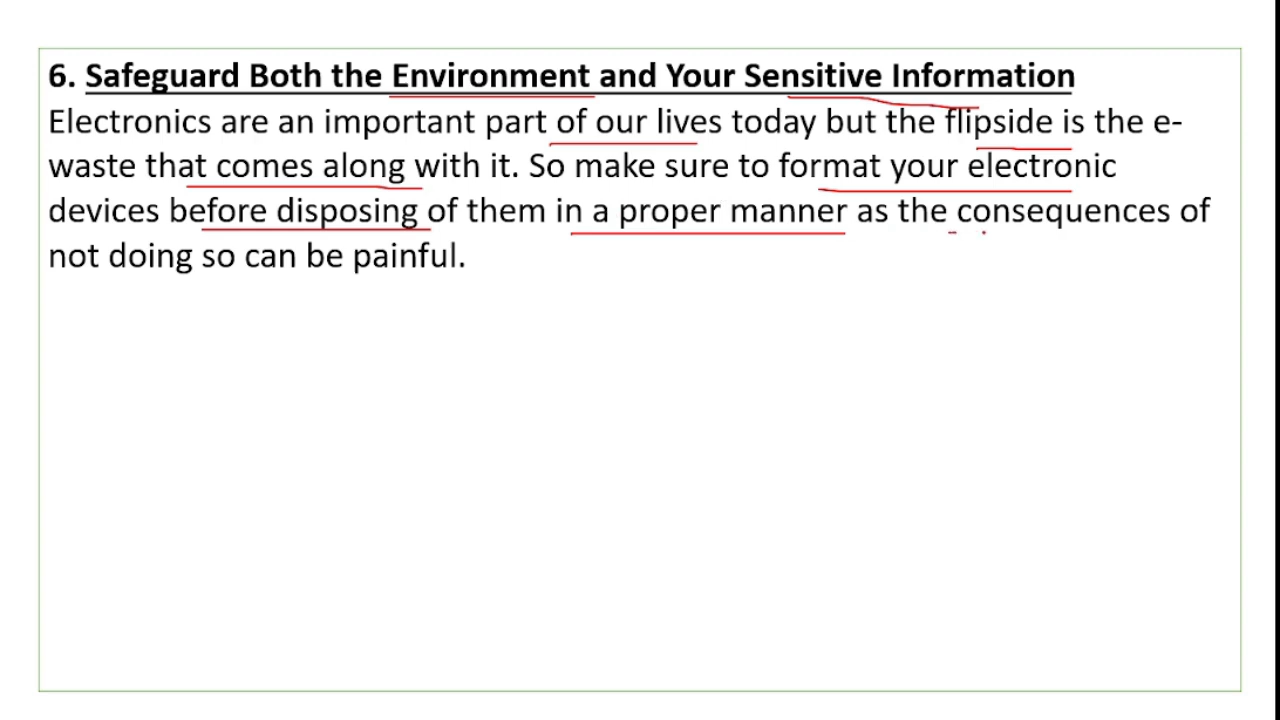 6. Safeguard Both the Environment and Your Sensitive Information
Electronics are an important part of our lives today but the flipside is the e-
waste that comes along with it. So make sure to format your electronic
devices before disposing of them in a proper manner as the consequences of
not doing so can be painful.